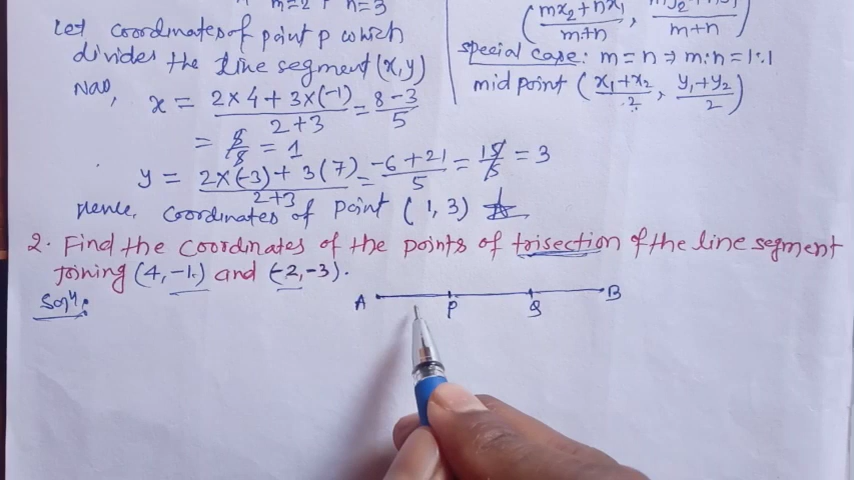 m=2, n=3
Let coordinates of point P which
divides the line segment (x,y)
Now,
x = 2×4+3×(-1)/2+3 = 8-3/5
= 5/5 = 1
y = 2×(-3)+3(7)/2+3 = -6+21/5 = 15/5 = 3
Hence, coordinates of point (1,3)
(mx₂+nx₁/m+n, my₂+ny₁/m+n)
special case: m=n ⇒ m:n=1:1
mid point (x₁+x₂/2, y₁+y₂/2)
2. Find the coordinates of the points of trisection of the line segment
joining (4,-1) and (-2,-3).
Solⁿ:
A P Q B